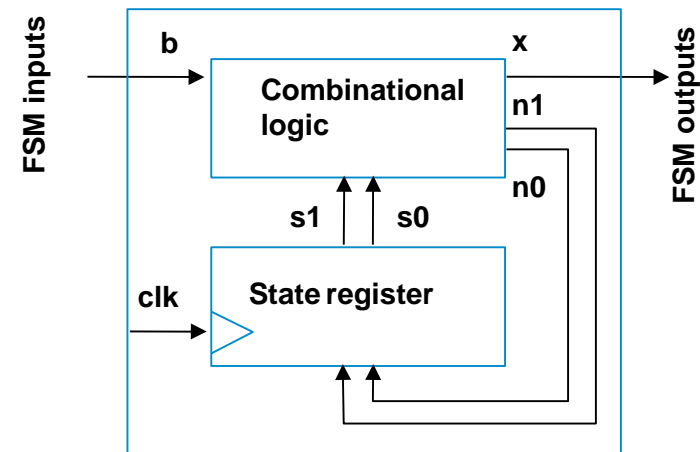 FSM inputs
b
x
FSM outputs
Combinational
logic
n1
n0
s1
s0
clk
State register